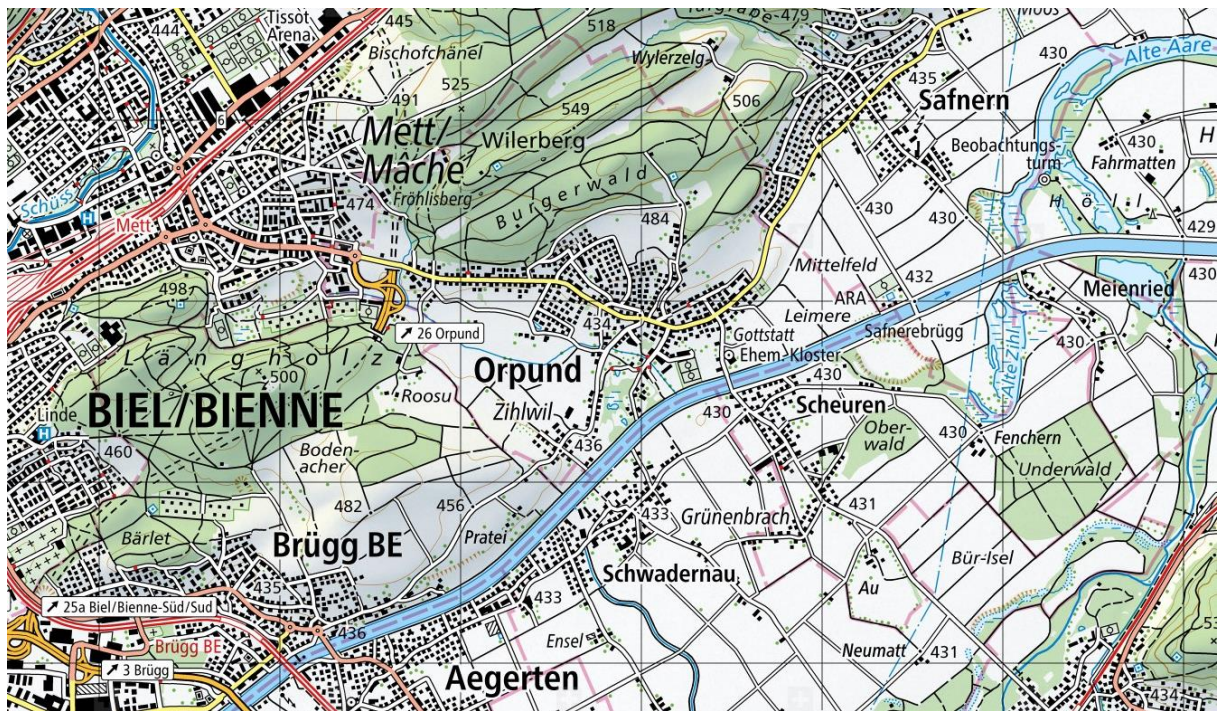 Tissot
Arena
444
445
Bischofchänel
525
518
Talgrabe
479
Wylerzelg
Moos
430
Alte Aare
435
Safnern
491
6
549
506
Mett/
Mâche
Wilerberg
Fröhlisberg
Burgerwald
Beobachtungs-
turm
430
Fahrmatten
H
Höll
Schüss
H
Mett
474
484
430
430
429
430
498
Mittelfeld
432
ARA
Leimere
Meienried
26 Orpund
434
Gottstatt
Ehem. Kloster
Safnerebrügg
430
Alte Zihl
Längholz
500
Orpund
Roosu
430
Scheuren
BIEL/BIENNE
Linde
H
Zihlwil
430
Ober-
wald
430
Fenchern
460
Boden-
acher
436
Underwald
482
456
433
431
Grünenbrach
Bärlet
Brügg BE
Pratei
Schwadernau
Bür-Isel
435
Au
25a Biel/Bienne-Süd/Sud
433
436
Brügg BE
Ensel
Neumatt
431
3 Brügg
Aegerten
434